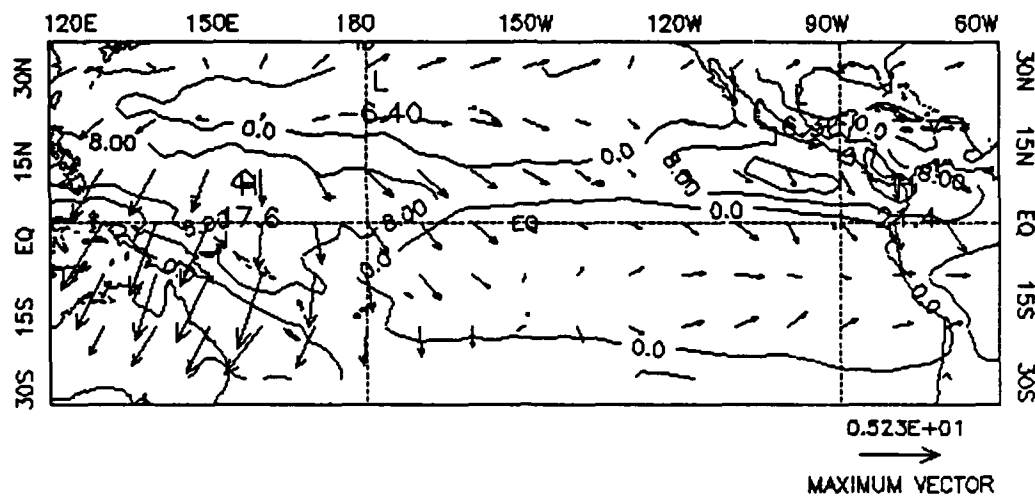 120E 150E 180 150W 120W 90W 60W
30N 30N
L
6.40
0.0 0.0
8.00 0.0 8.00 8.00
15N 15N
H
17.6 8.00 0.0
EQ EQ EQ
0.0
0.0
15S 15S
0.0
30S 30S
0.523E+01
MAXIMUM VECTOR